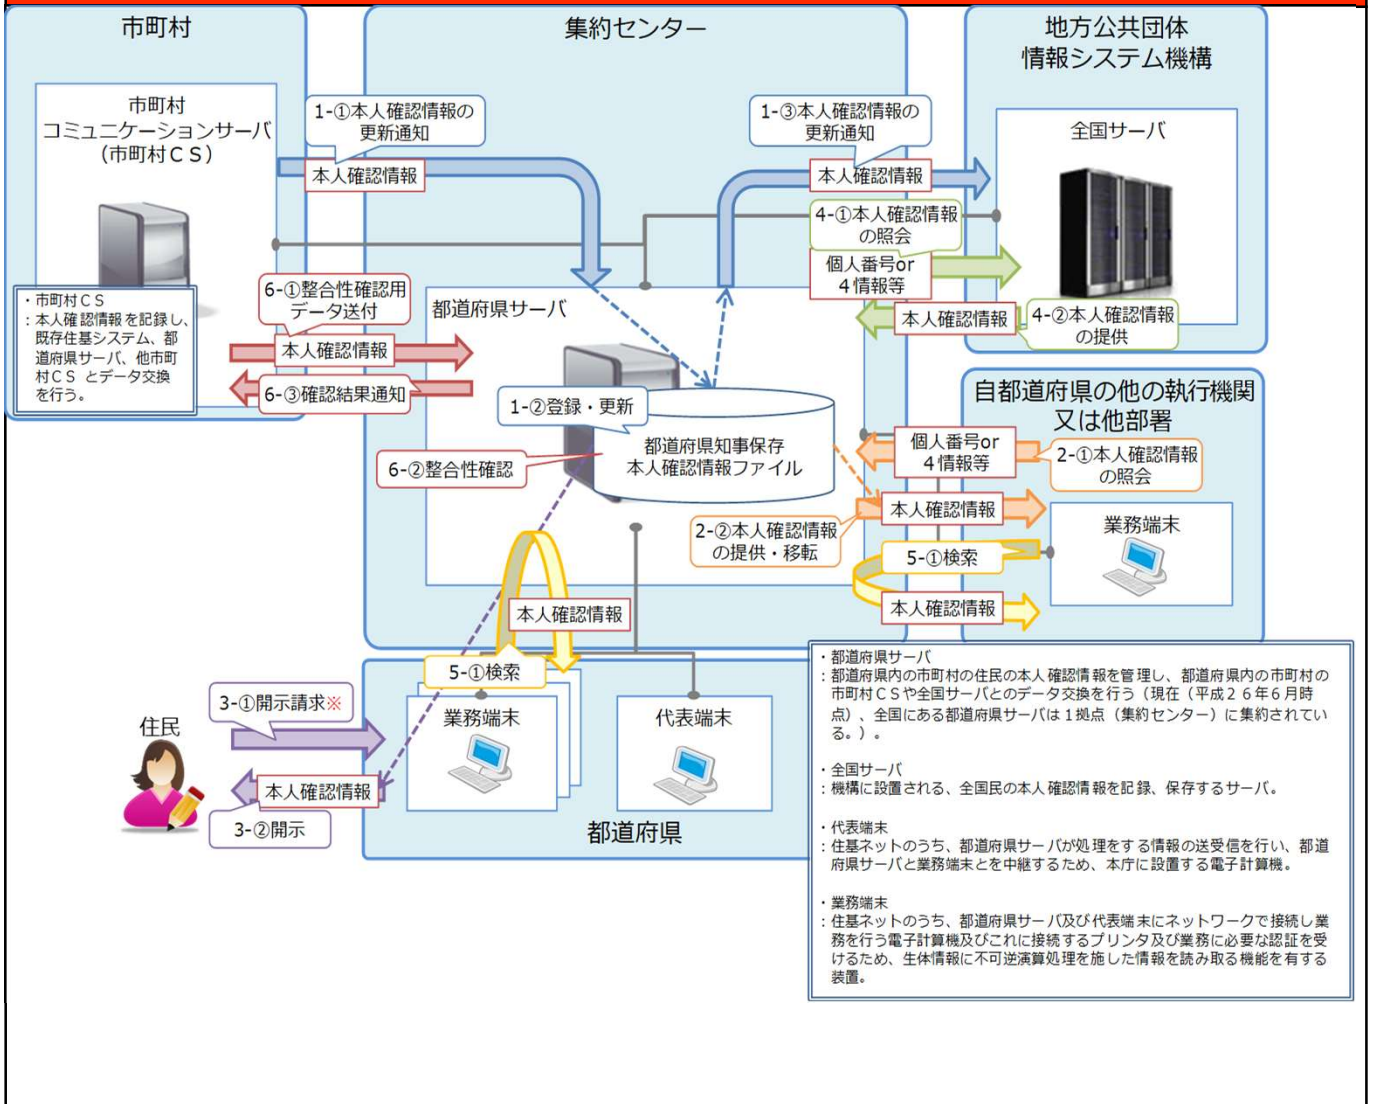 市町村
集約センター
地方公共団体
情報システム機構
市町村
コミュニケーションサーバ
(市町村ＣＳ)
1-①本人確認情報の
更新通知
本人確認情報
1-③本人確認情報の
更新通知
本人確認情報
全国サーバ
4-①本人確認情報
の照会
個人番号or
４情報等
本人確認情報
4-②本人確認情報
の提供
・市町村ＣＳ
：本人確認情報を記録し、
既存住基システム、都
道府県サーバ、他市町
村CS とデータ交換
を行う。
6-①整合性確認用
データ送付
本人確認情報
6-③確認結果通知
都道府県サーバ
1-②登録・更新
6-②整合性確認
都道府県知事保存
本人確認情報ファイル
自都道府県の他の執行機関
又は他部署
個人番号or
４情報等
2-①本人確認情報
の照会
本人確認情報
2-②本人確認情報
の提供・移転
業務端末
5-①検索
本人確認情報
本人確認情報
5-①検索
業務端末
代表端末
都道府県
住民
3-①開示請求※
本人確認情報
3-②開示
・都道府県サーバ
：都道府県内の市町村の住民の本人確認情報を管理し、都道府県内の市町村の
市町村ＣＳや全国サーバとのデータ交換を行う（現在（平成２６年６月時
点）、全国にある都道府県サーバは１拠点（集約センター）に集約されてい
る。）。
・全国サーバ
：機構に設置される、全国民の本人確認情報を記録、保存するサーバ。
・代表端末
：住基ネットのうち、都道府県サーバが処理をする情報の送受信を行い、都道
府県サーバと業務端末とを中継するため、本庁に設置する電子計算機。
・業務端末
：住基ネットのうち、都道府県サーバ及び代表端末にネットワークで接続し業
務を行う電子計算機及びこれに接続するプリンタ及び業務に必要な認証を受
けるため、生体情報に不可逆演算処理を施した情報を読み取る機能を有する
装置。